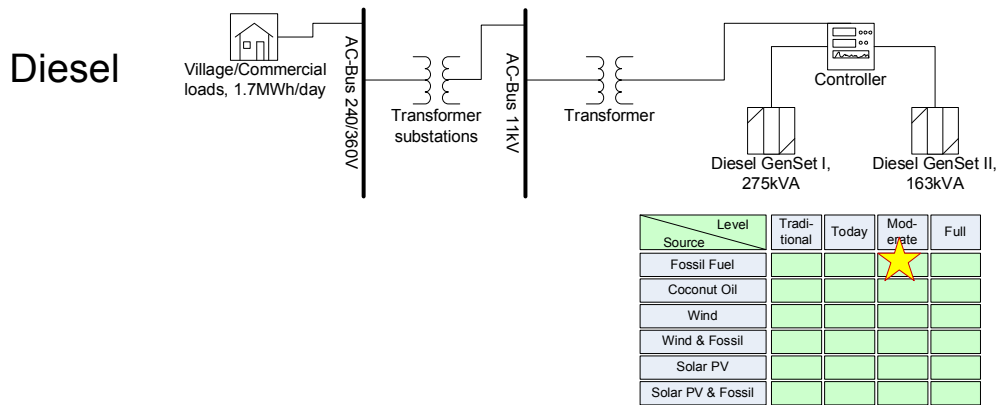 Diesel
Village/Commercial
loads, 1.7MWh/day
AC-Bus 240/360V
Transformer
substations
AC-Bus 11kV
Transformer
Controller
Diesel GenSet I,
275kVA
Diesel GenSet II,
163kVA
Level
Source
Tradi-
tional
Today
Mod-
erate
Full
Fossil Fuel
Coconut Oil
Wind
Wind & Fossil
Solar PV
Solar PV & Fossil